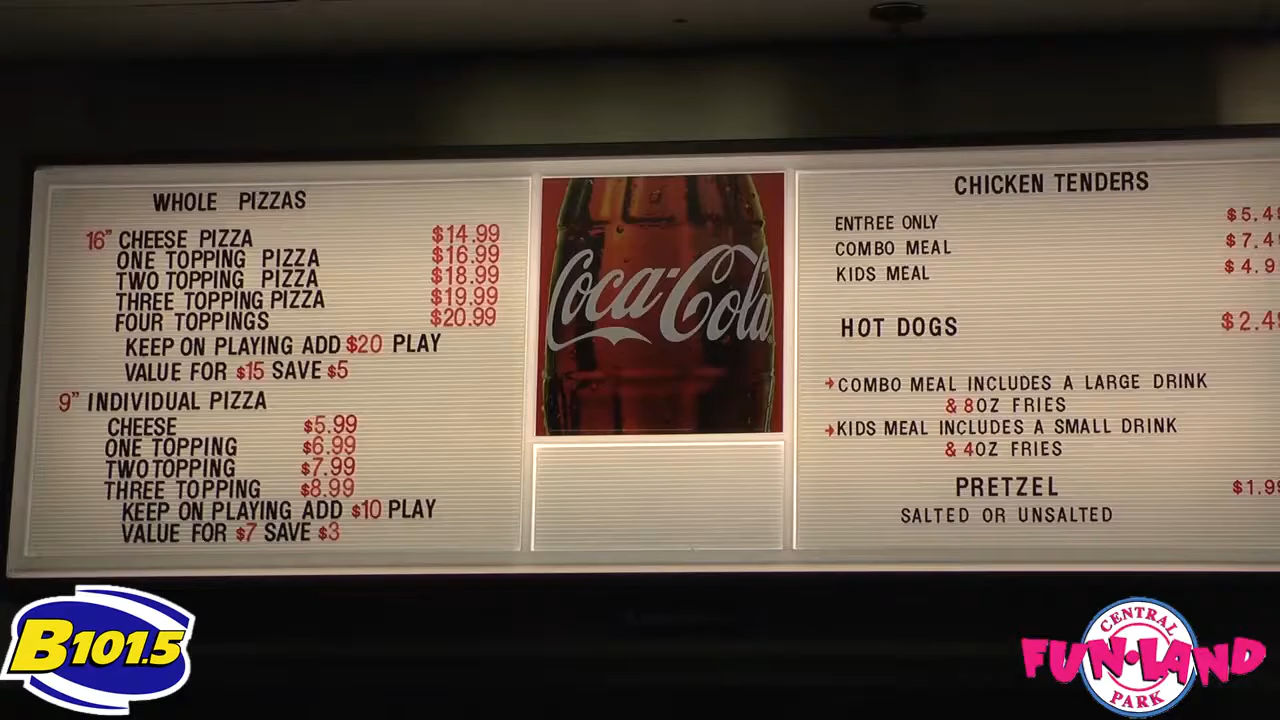 WHOLE PIZZAS
16" CHEESE PIZZA $14.99
ONE TOPPING PIZZA $16.99
TWO TOPPING PIZZA $18.99
THREE TOPPING PIZZA $19.99
FOUR TOPPINGS $20.99
KEEP ON PLAYING ADD $20 PLAY
VALUE FOR $15 SAVE $5
9" INDIVIDUAL PIZZA
CHEESE $5.99
ONE TOPPING $6.99
TWO TOPPING $7.99
THREE TOPPING $8.99
KEEP ON PLAYING ADD $10 PLAY
VALUE FOR $7 SAVE $3
Coca-Cola
CHICKEN TENDERS
ENTREE ONLY
COMBO MEAL
KIDS MEAL
HOT DOGS
COMBO MEAL INCLUDES A LARGE DRINK
& 8OZ FRIES
KIDS MEAL INCLUDES A SMALL DRINK
& 4OZ FRIES
PRETZEL
SALTED OR UNSALTED
B101.5
CENTRAL
FUN-LAND
PARK